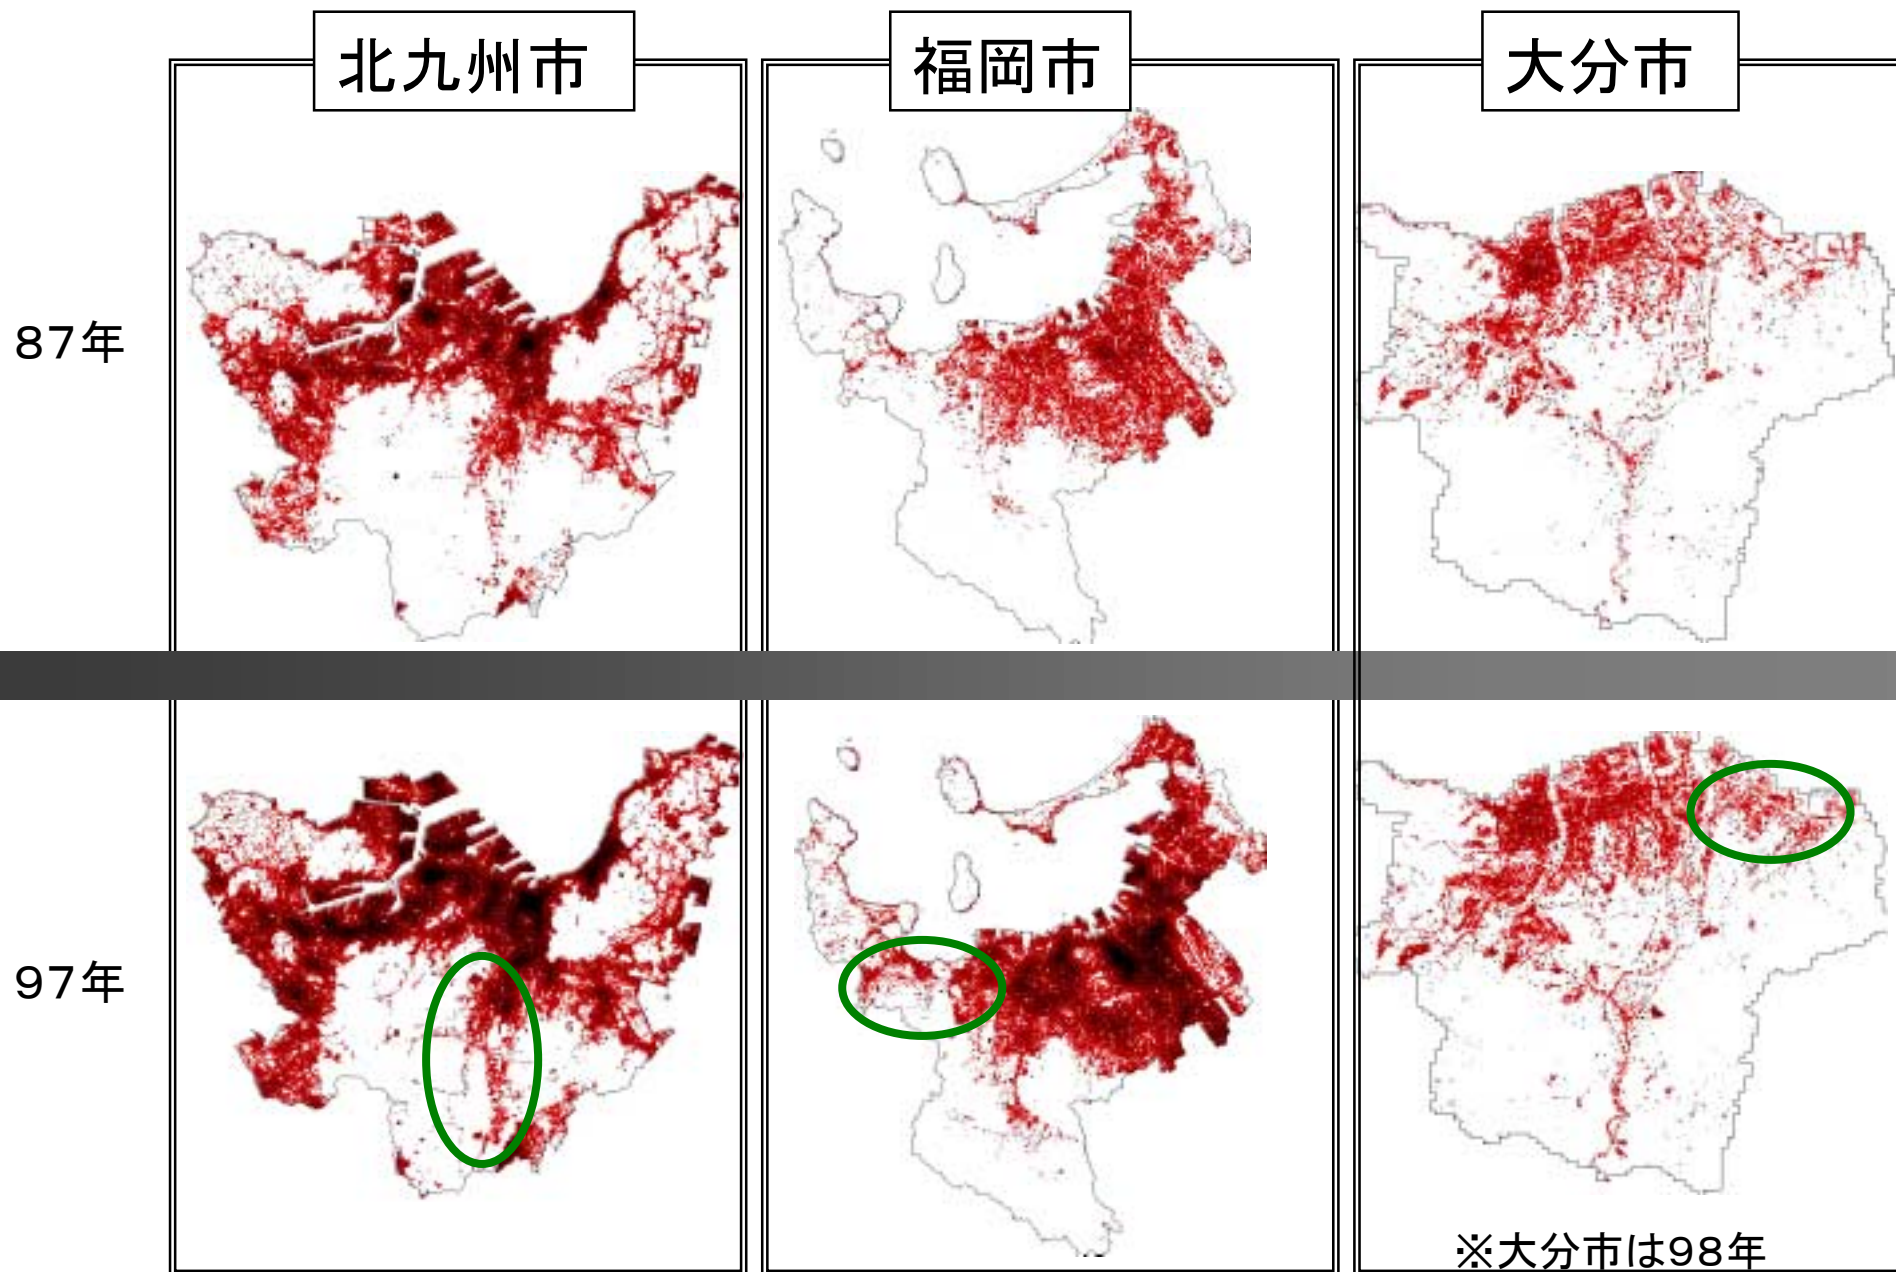 北九州市
福岡市
大分市
８７年
９７年
※大分市は98年